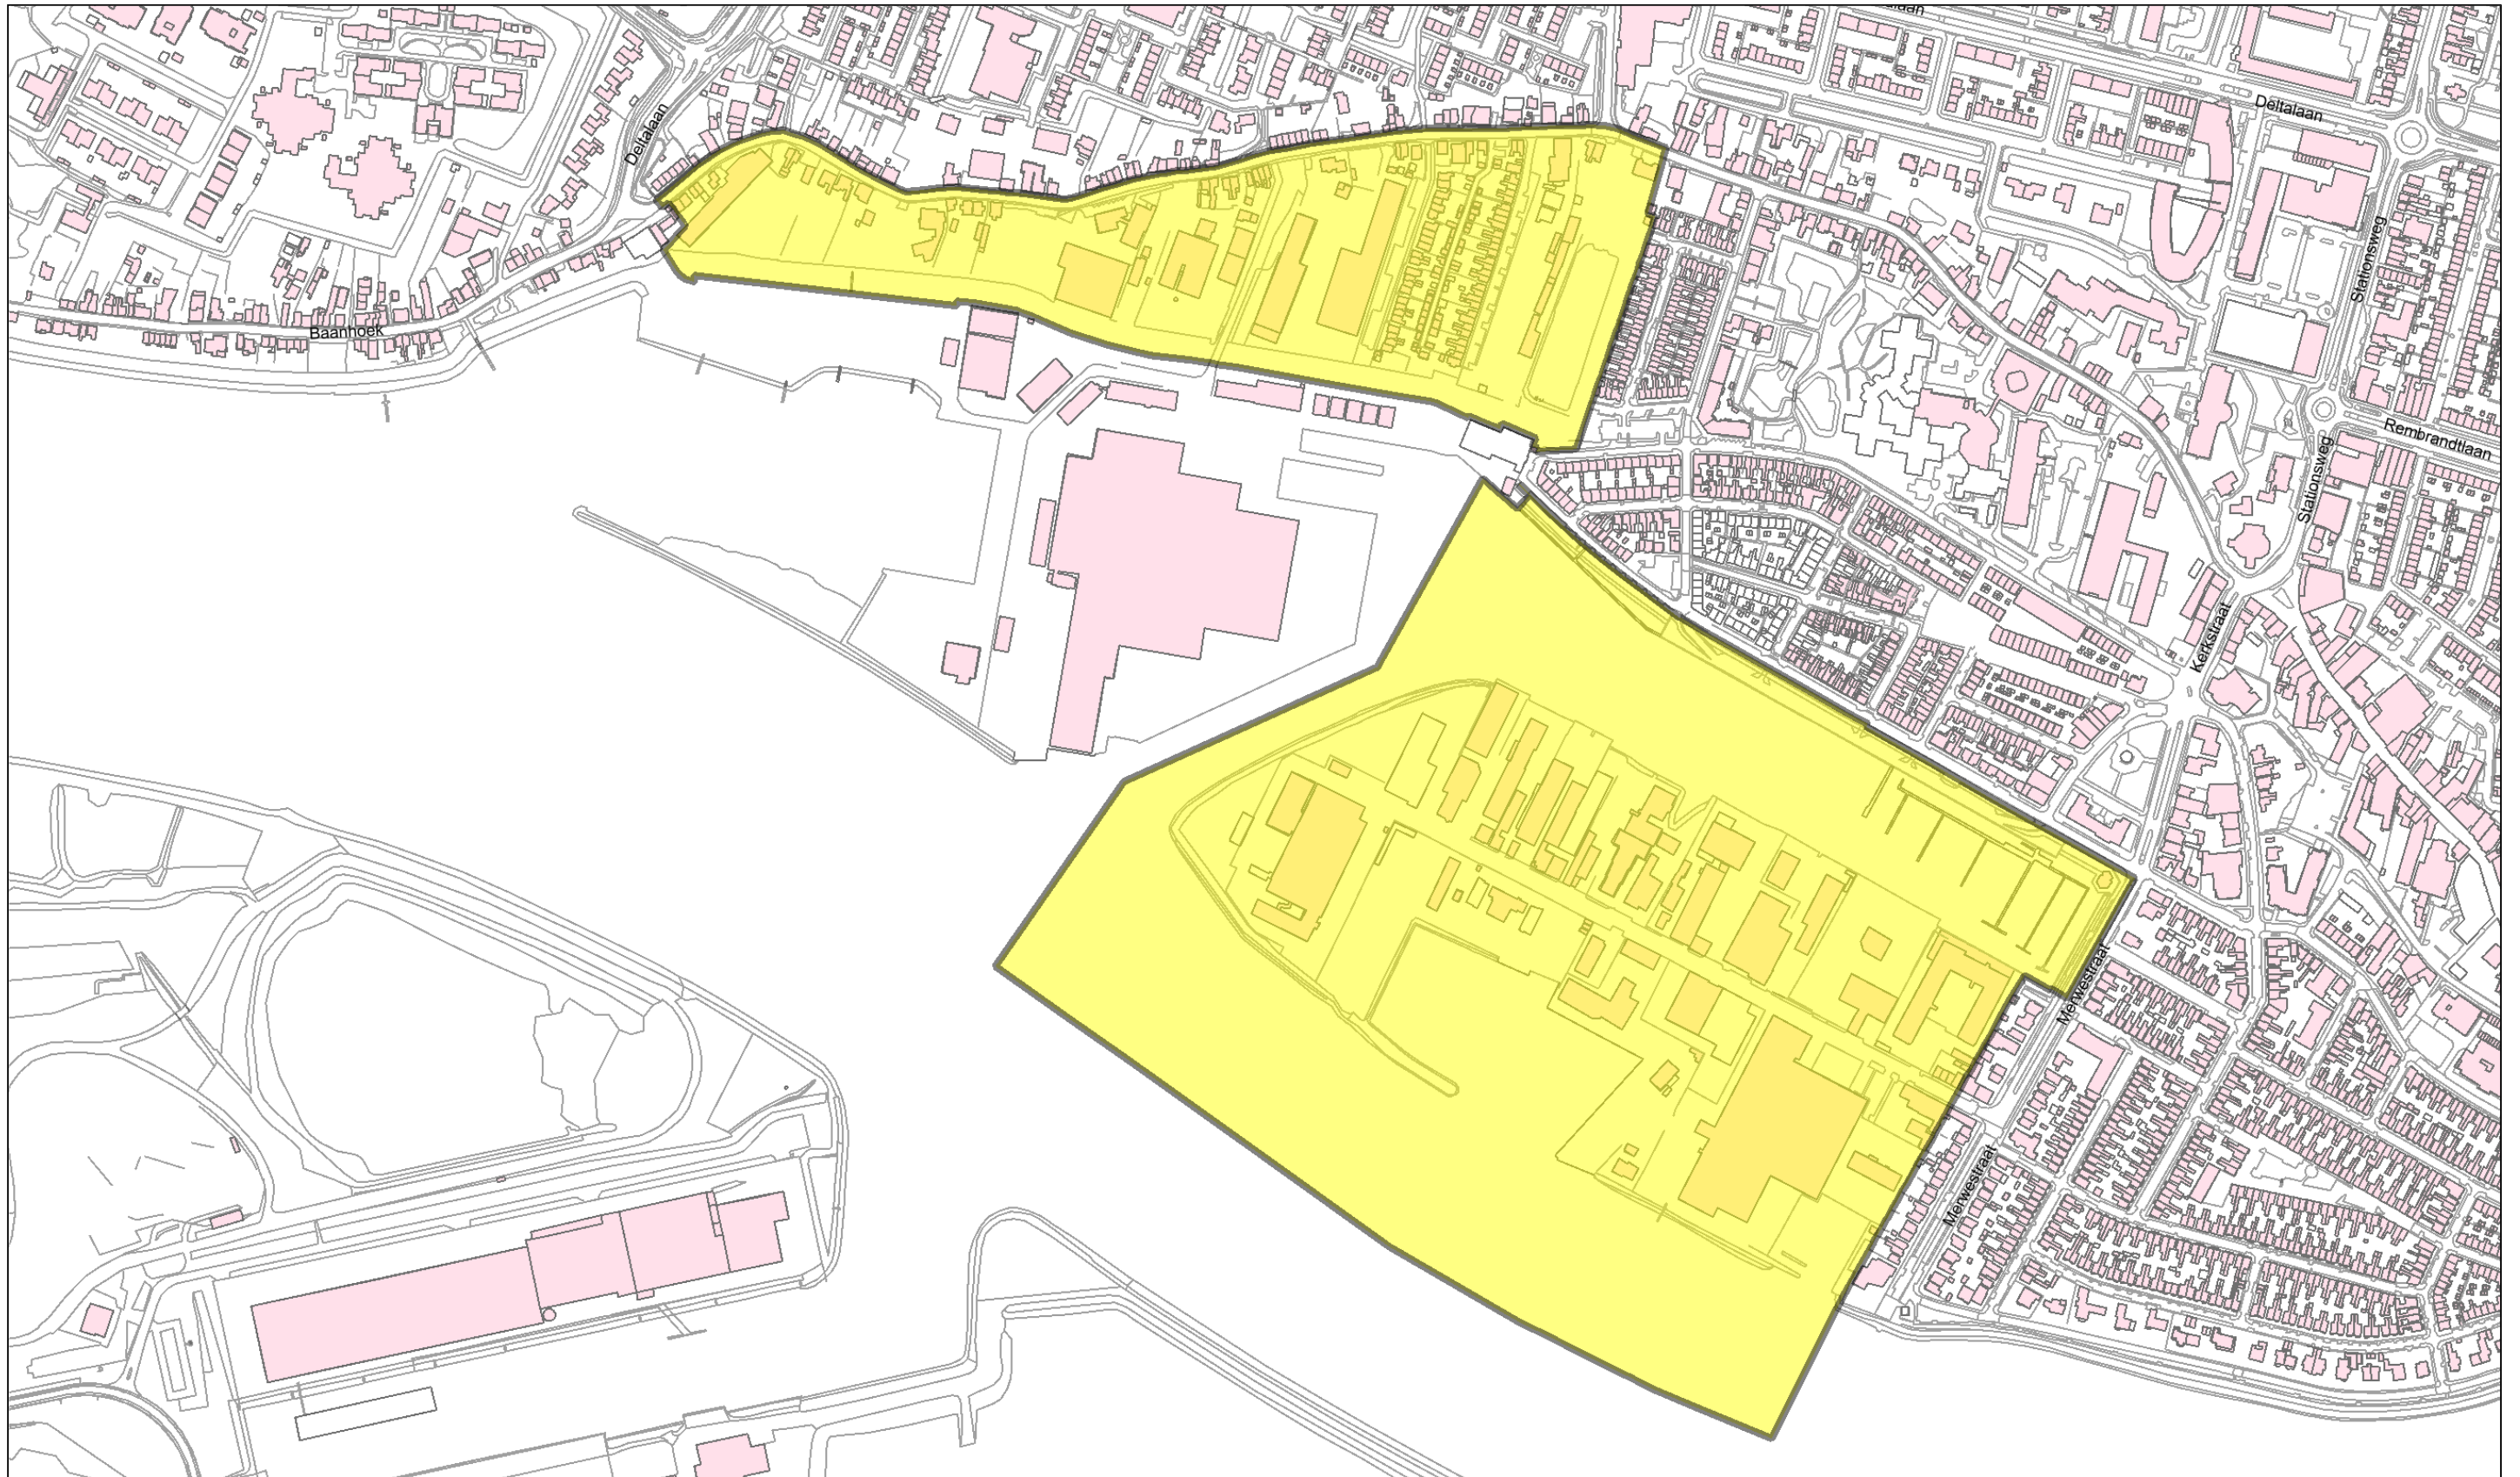 Deltalaan
Deltalaan
Stationsweg
Baanhoek
Rembrandtlaan
Stationsweg
Kerkstraat
Merwestraat
Merwestraat